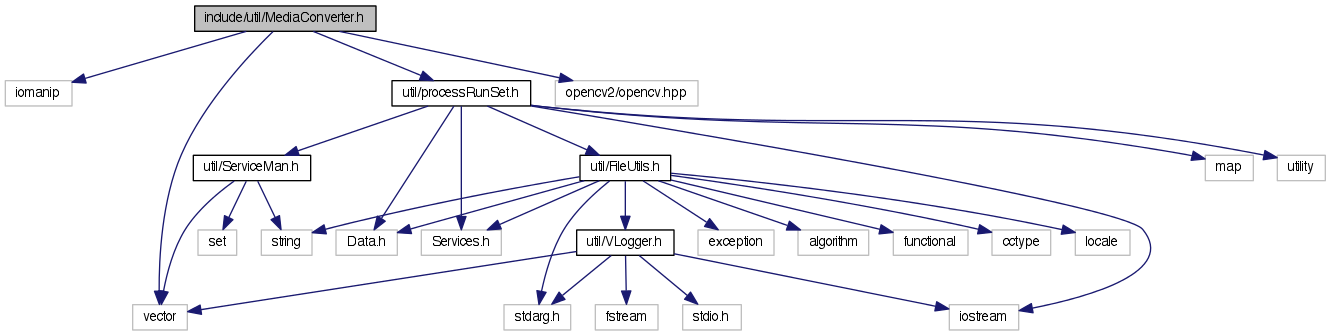 include/util/MediaConverter.h
iomanip
util/processRunSet.h
opencv2/opencv.hpp
util/ServiceMan.h
util/FileUtils.h
map
utility
set
string
Data.h
Services.h
util/VLogger.h
exception
algorithm
functional
cctype
locale
vector
stdarg.h
fstream
stdio.h
iostream